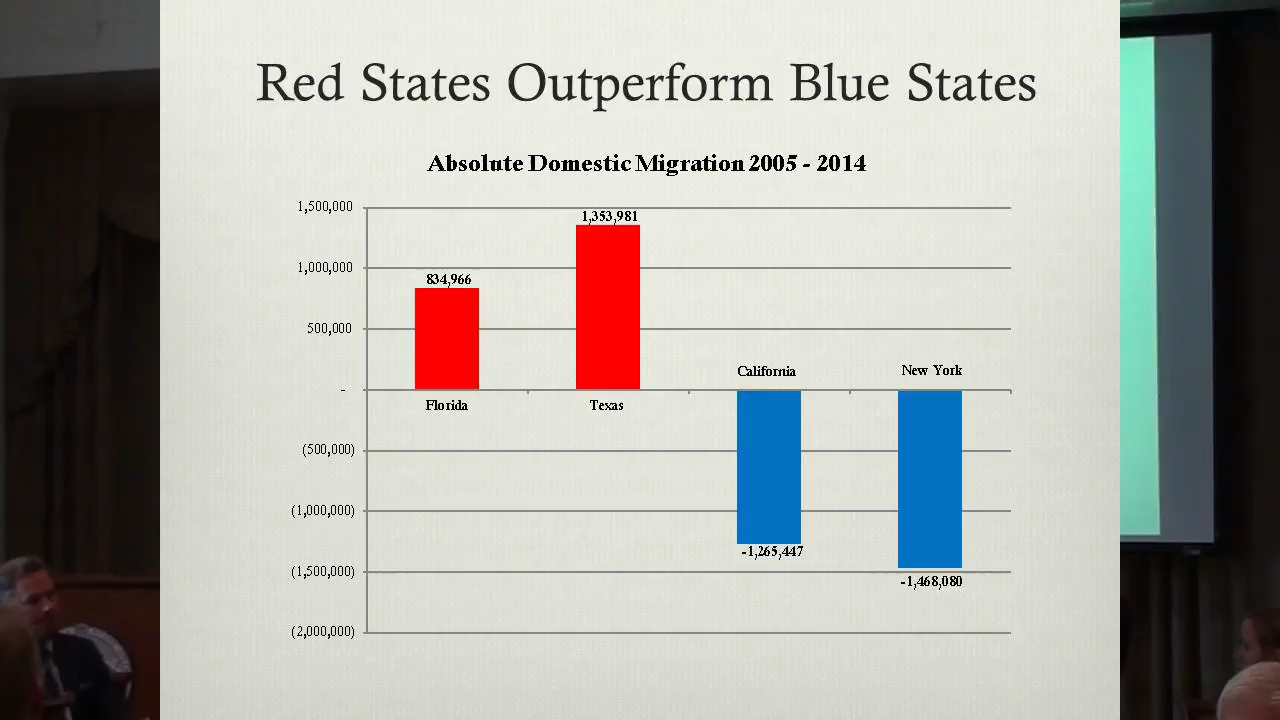 Red States Outperform Blue States
Absolute Domestic Migration 2005 - 2014
1,500,000
1,000,000
500,000
-
(500,000)
(1,000,000)
(1,500,000)
(2,000,000)
834,966
1,353,981
Florida
Texas
California
New York
-1,265,447
-1,468,080